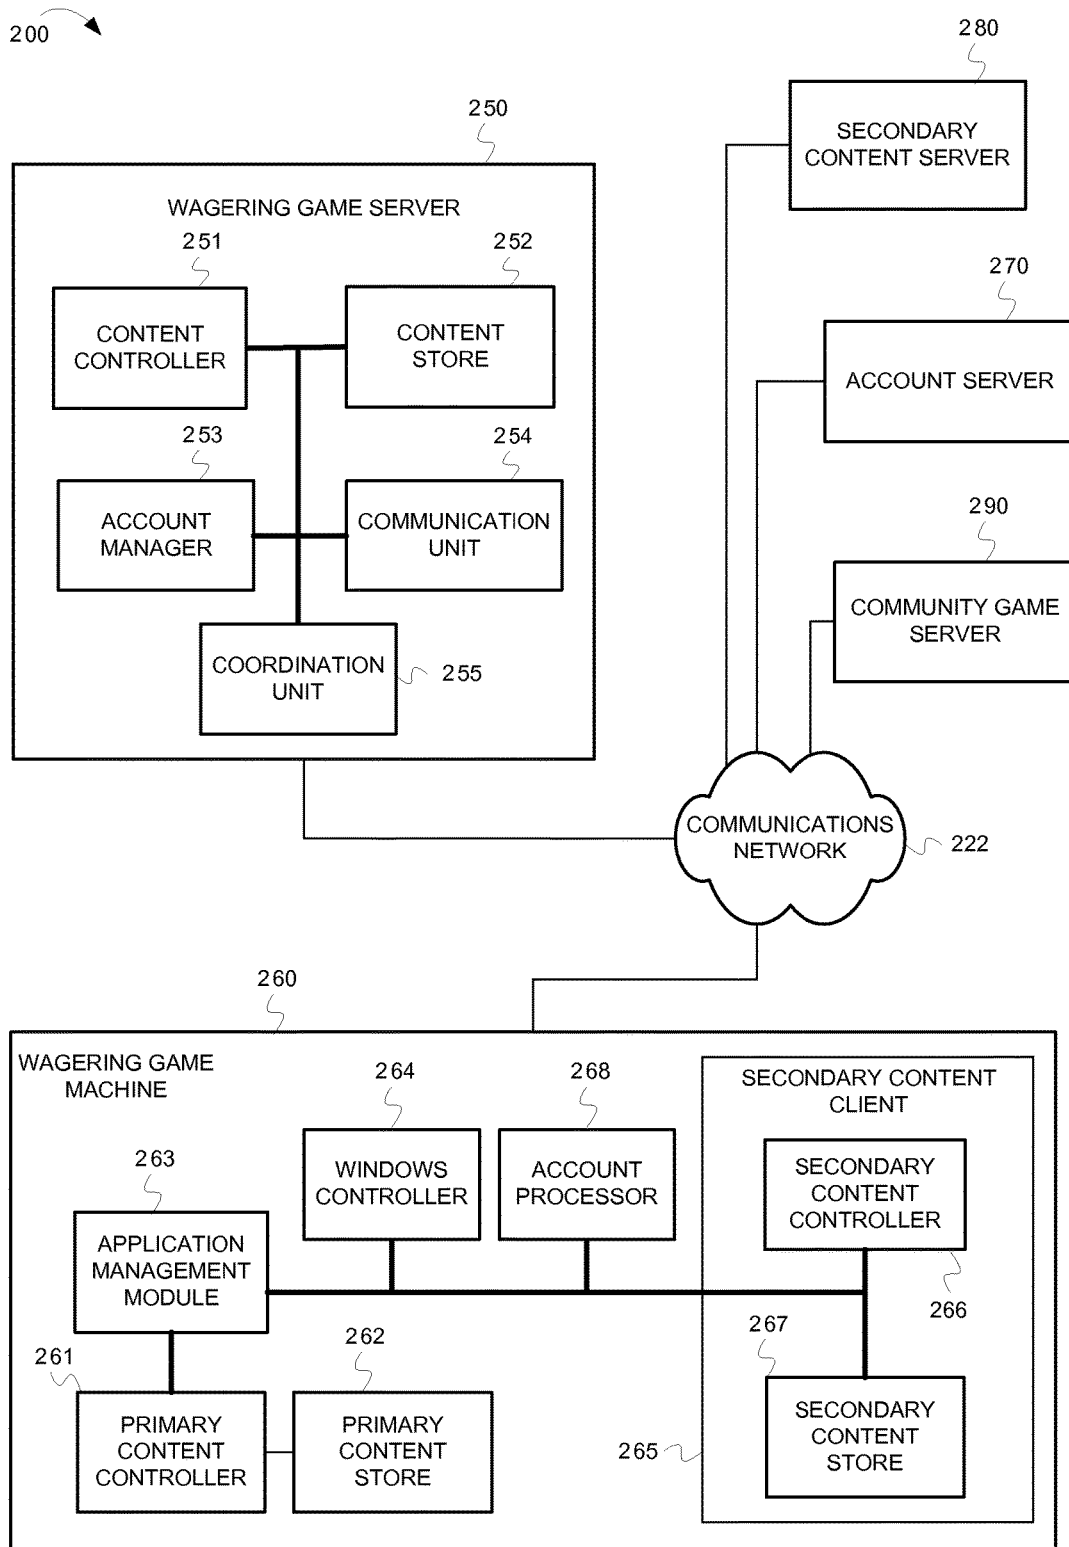 200
280
SECONDARY
CONTENT SERVER
250
WAGERING GAME SERVER
251
CONTENT
CONTROLLER
252
CONTENT
STORE
270
ACCOUNT SERVER
253
ACCOUNT
MANAGER
254
COMMUNICATION
UNIT
290
COMMUNITY GAME
SERVER
COORDINATION
UNIT
255
COMMUNICATIONS
NETWORK
222
260
WAGERING GAME
MACHINE
264
WINDOWS
CONTROLLER
268
ACCOUNT
PROCESSOR
SECONDARY CONTENT
CLIENT
SECONDARY
CONTENT
CONTROLLER
266
263
APPLICATION
MANAGEMENT
MODULE
261
PRIMARY
CONTENT
CONTROLLER
262
PRIMARY
CONTENT
STORE
267
SECONDARY
CONTENT
STORE
265